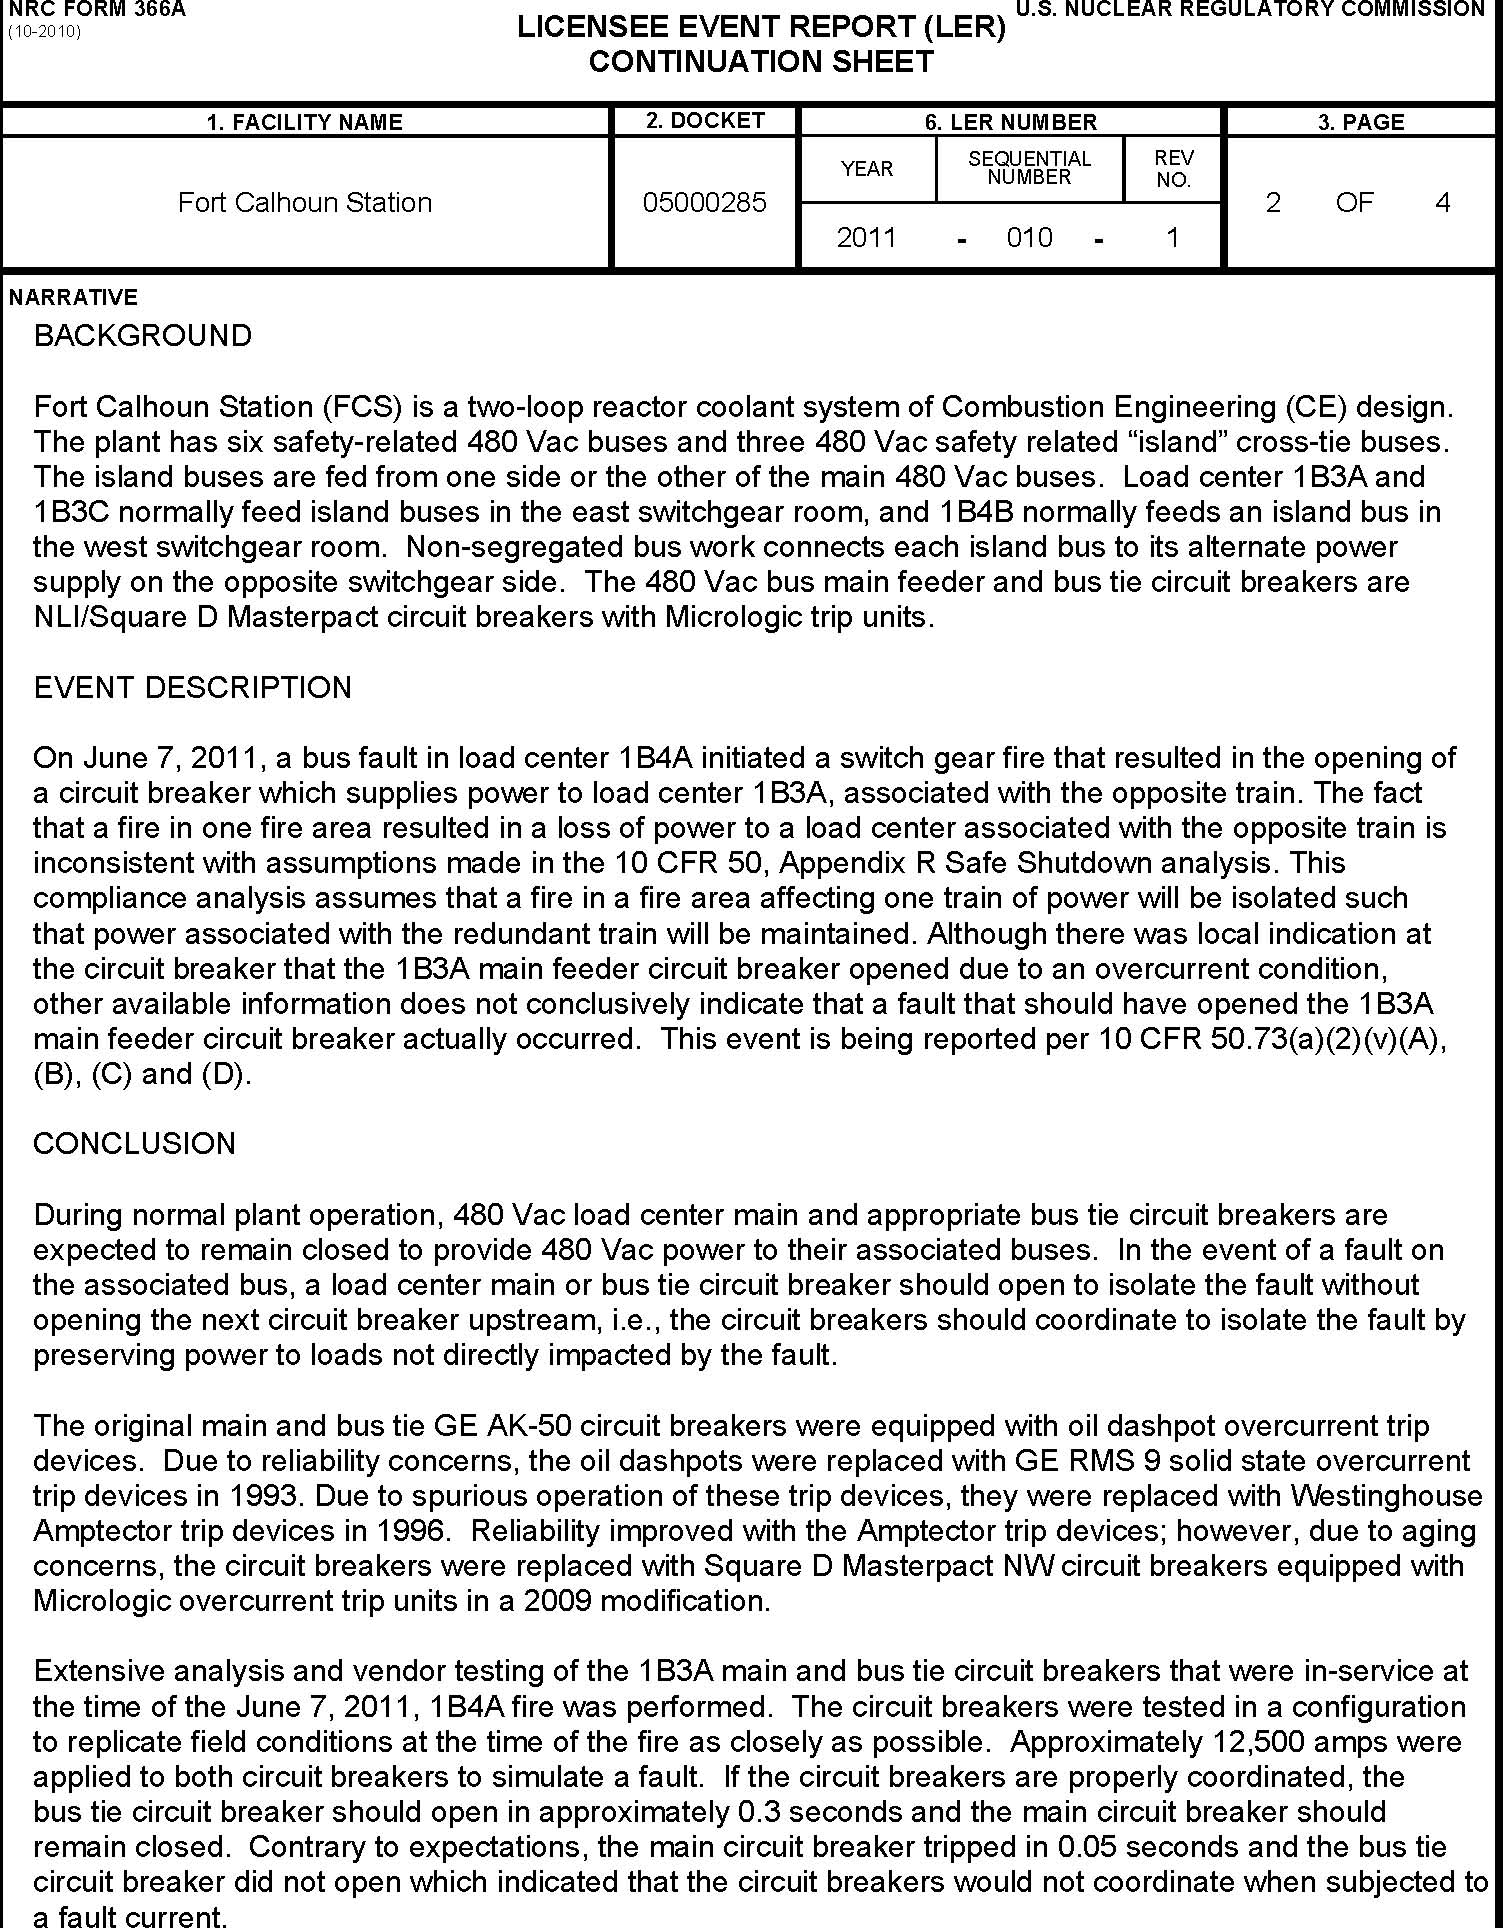 NRC FORM 366A
(10-2010)
LICENSEE EVENT REPORT (LER)
CONTINUATION SHEET
U.S. NUCLEAR REGULATORY COMMISSION
1. FACILITY NAME
2. DOCKET
6. LER NUMBER
3. PAGE
Fort Calhoun Station
05000285
YEAR
SEQUENTIAL
NUMBER
REV
NO.
2011 - 010 - 1
2 OF 4
NARRATIVE
BACKGROUND
Fort Calhoun Station (FCS) is a two-loop reactor coolant system of Combustion Engineering (CE) design.
The plant has six safety-related 480 Vac buses and three 480 Vac safety related “island” cross-tie buses.
The island buses are fed from one side or the other of the main 480 Vac buses.  Load center 1B3A and
1B3C normally feed island buses in the east switchgear room, and 1B4B normally feeds an island bus in
the west switchgear room.  Non-segregated bus work connects each island bus to its alternate power
supply on the opposite switchgear side.  The 480 Vac bus main feeder and bus tie circuit breakers are
NLI/Square D Masterpact circuit breakers with Micrologic trip units.
EVENT DESCRIPTION
On June 7, 2011, a bus fault in load center 1B4A initiated a switch gear fire that resulted in the opening of
a circuit breaker which supplies power to load center 1B3A, associated with the opposite train. The fact
that a fire in one fire area resulted in a loss of power to a load center associated with the opposite train is
inconsistent with assumptions made in the 10 CFR 50, Appendix R Safe Shutdown analysis. This
compliance analysis assumes that a fire in a fire area affecting one train of power will be isolated such
that power associated with the redundant train will be maintained. Although there was local indication at
the circuit breaker that the 1B3A main feeder circuit breaker opened due to an overcurrent condition,
other available information does not conclusively indicate that a fault that should have opened the 1B3A
main feeder circuit breaker actually occurred.  This event is being reported per 10 CFR 50.73(a)(2)(v)(A),
(B), (C) and (D).
CONCLUSION
During normal plant operation, 480 Vac load center main and appropriate bus tie circuit breakers are
expected to remain closed to provide 480 Vac power to their associated buses.  In the event of a fault on
the associated bus, a load center main or bus tie circuit breaker should open to isolate the fault without
opening the next circuit breaker upstream, i.e., the circuit breakers should coordinate to isolate the fault by
preserving power to loads not directly impacted by the fault.
The original main and bus tie GE AK-50 circuit breakers were equipped with oil dashpot overcurrent trip
devices.  Due to reliability concerns, the oil dashpots were replaced with GE RMS 9 solid state overcurrent
trip devices in 1993. Due to spurious operation of these trip devices, they were replaced with Westinghouse
Amptector trip devices in 1996.  Reliability improved with the Amptector trip devices; however, due to aging
concerns, the circuit breakers were replaced with Square D Masterpact NW circuit breakers equipped with
Micrologic overcurrent trip units in a 2009 modification.
Extensive analysis and vendor testing of the 1B3A main and bus tie circuit breakers that were in-service at
the time of the June 7, 2011, 1B4A fire was performed.  The circuit breakers were tested in a configuration
to replicate field conditions at the time of the fire as closely as possible.  Approximately 12,500 amps were
applied to both circuit breakers to simulate a fault.  If the circuit breakers are properly coordinated, the
bus tie circuit breaker should open in approximately 0.3 seconds and the main circuit breaker should
remain closed.  Contrary to expectations, the main circuit breaker tripped in 0.05 seconds and the bus tie
circuit breaker did not open which indicated that the circuit breakers would not coordinate when subjected to
a fault current.